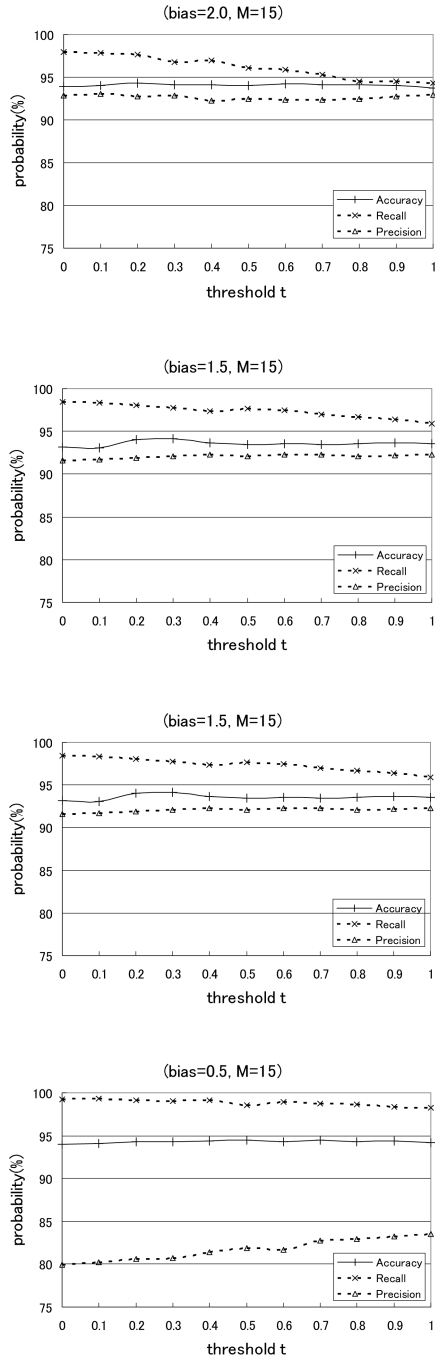 (bias=2.0, M=15)
100
95
90
85
80
75
probability(%)
Accuracy
Recall
Precision
0 0.1 0.2 0.3 0.4 0.5 0.6 0.7 0.8 0.9 1
threshold t
(bias=1.5, M=15)
100
95
90
85
80
75
probability(%)
Accuracy
Recall
Precision
0 0.1 0.2 0.3 0.4 0.5 0.6 0.7 0.8 0.9 1
threshold t
(bias=1.5, M=15)
100
95
90
85
80
75
probability(%)
Accuracy
Recall
Precision
0 0.1 0.2 0.3 0.4 0.5 0.6 0.7 0.8 0.9 1
threshold t
(bias=0.5, M=15)
100
95
90
85
80
75
probability(%)
Accuracy
Recall
Precision
0 0.1 0.2 0.3 0.4 0.5 0.6 0.7 0.8 0.9 1
threshold t